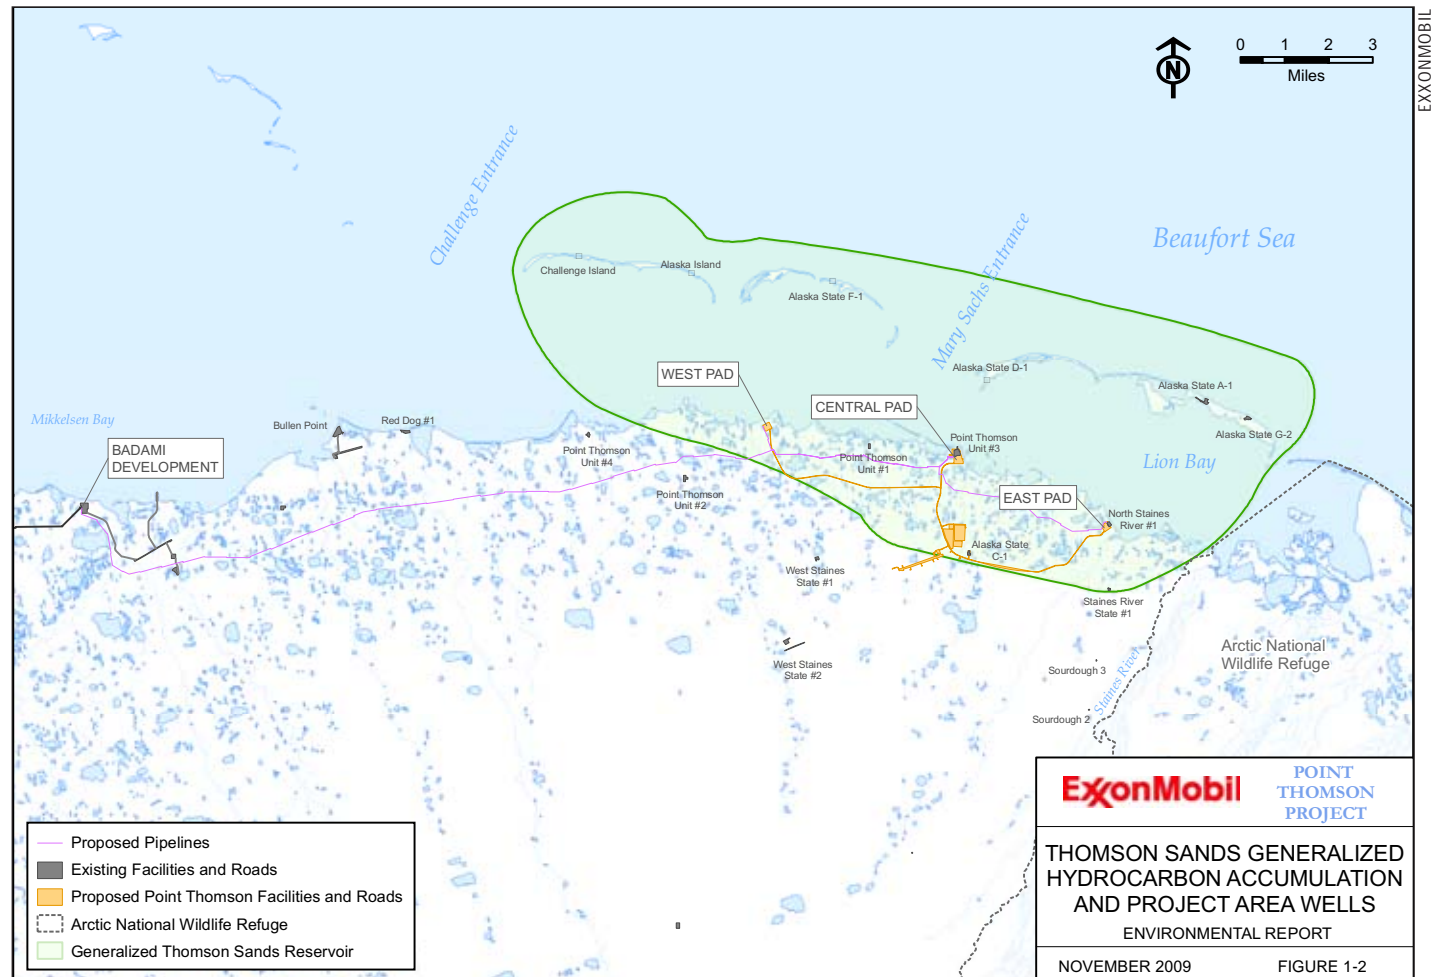 EXXONMOBIL
0 1 2 3
Miles
N
Challenge Entrance
Beaufort Sea
Mary Sachs Entrance
Challenge Island
Alaska Island
Alaska State F-1
Alaska State D-1
Alaska State A-1
Alaska State G-2
WEST PAD
CENTRAL PAD
Mikkelsen Bay
Bullen Point
Red Dog #1
BADAMI
DEVELOPMENT
Point Thomson
Unit #4
Point Thomson
Unit #1
Point Thomson
Unit #3
Lion Bay
Point Thomson
Unit #2
EAST PAD
North Staines
River #1
Alaska State
C-1
West Staines
State #1
Staines River
State #1
West Staines
State #2
Sourdough 3
Staines River
Arctic National
Wildlife Refuge
Sourdough 2
Proposed Pipelines
Existing Facilities and Roads
Proposed Point Thomson Facilities and Roads
Arctic National Wildlife Refuge
Generalized Thomson Sands Reservoir
ExxonMobil
POINT
THOMSON
PROJECT
THOMSON SANDS GENERALIZED
HYDROCARBON ACCUMULATION
AND PROJECT AREA WELLS
ENVIRONMENTAL REPORT
NOVEMBER 2009 FIGURE 1-2